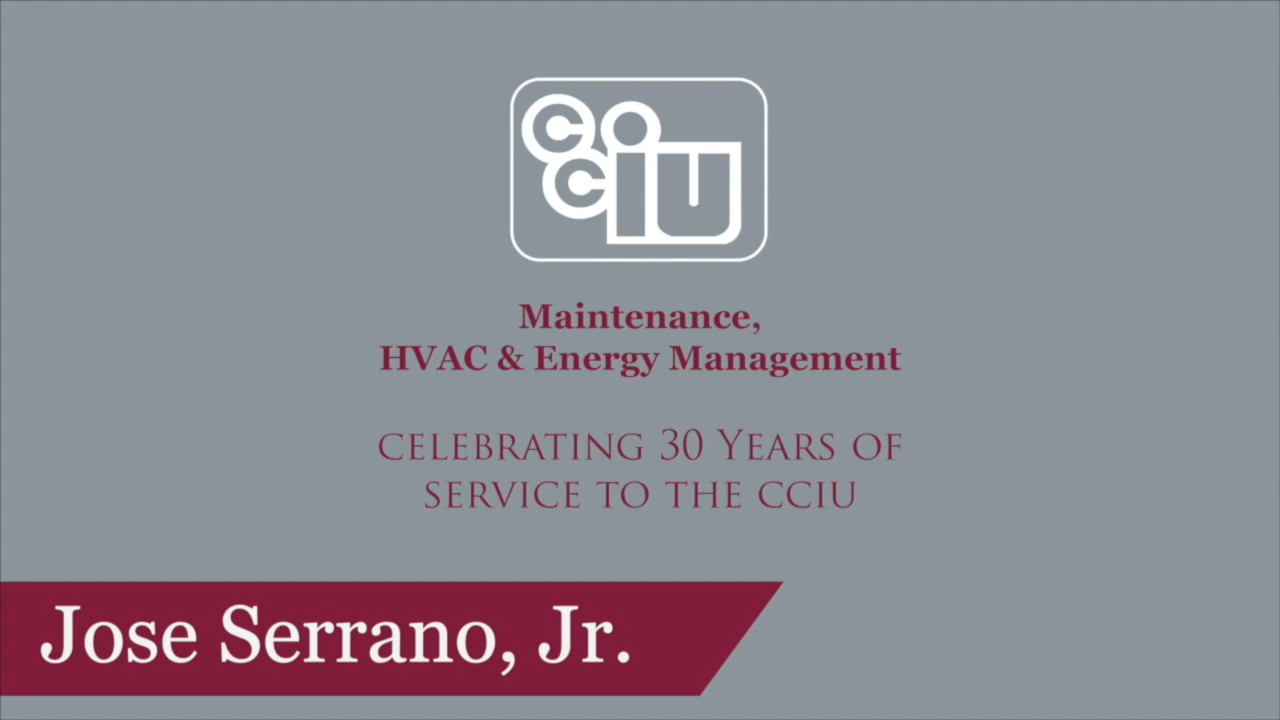 CCIU
Maintenance,
HVAC & Energy Management
CELEBRATING 30 YEARS OF
SERVICE TO THE CCIU
Jose Serrano, Jr.